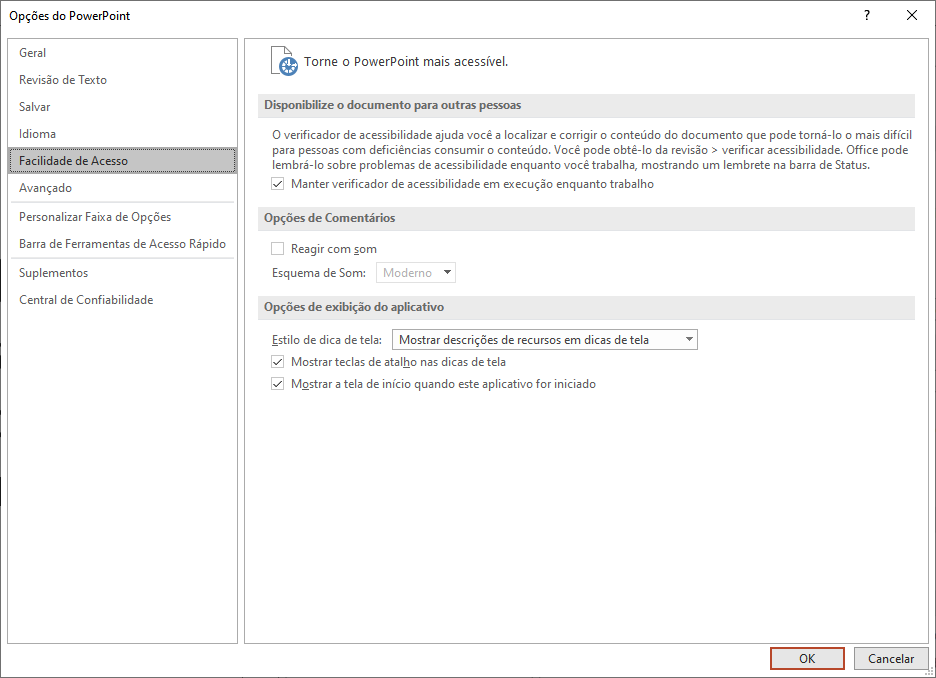 Opções do PowerPoint
?
Geral
Revisão de Texto
Salvar
Idioma
Facilidade de Acesso
Avançado
Personalizar Faixa de Opções
Barra de Ferramentas de Acesso Rápido
Suplementos
Central de Confiabilidade
Torne o PowerPoint mais acessível.
Disponibilize o documento para outras pessoas
O verificador de acessibilidade ajuda você a localizar e corrigir o conteúdo do documento que pode torná-lo o mais difícil
para pessoas com deficiências consumir o conteúdo. Você pode obtê-lo da revisão > verificar acessibilidade. Office pode
lembrá-lo sobre problemas de acessibilidade enquanto você trabalha, mostrando um lembrete na barra de Status.
Manter verificador de acessibilidade em execução enquanto trabalho
Opções de Comentários
Reagir com som
Esquema de Som: Moderno
Opções de exibição do aplicativo
Estilo de dica de tela: Mostrar descrições de recursos em dicas de tela
Mostrar teclas de atalho nas dicas de tela
Mostrar a tela de início quando este aplicativo for iniciado
OK Cancelar